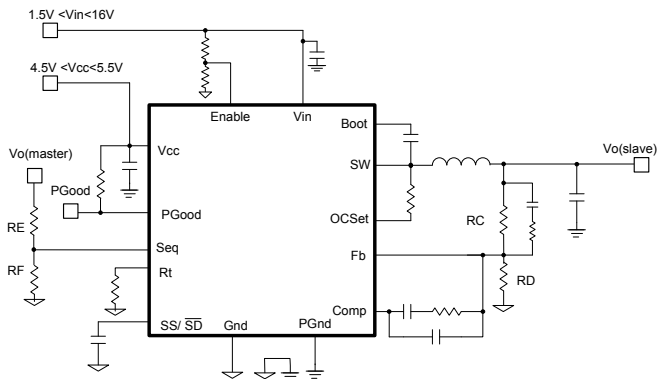 1.5V <Vin<16V
4.5V <Vcc<5.5V
Enable
Vin
Boot
Vcc
Vo(master)
SW
Vo(slave)
PGood
PGood
OCSet
RE
RC
Seq
Fb
RF
Rt
RD
Comp
SS/ SD
Gnd
PGnd